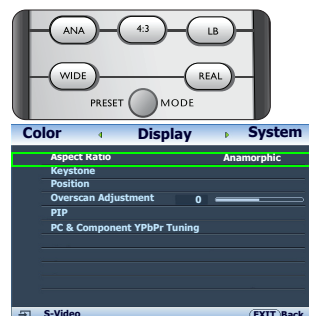 ANA 4:3 LB
WIDE REAL
PRESET MODE
Color Display System
Aspect Ratio Anamorphic
Keystone
Position
Overscan Adjustment 0
PIP
PC & Component YPbPr Tuning
S-Video EXIT Back